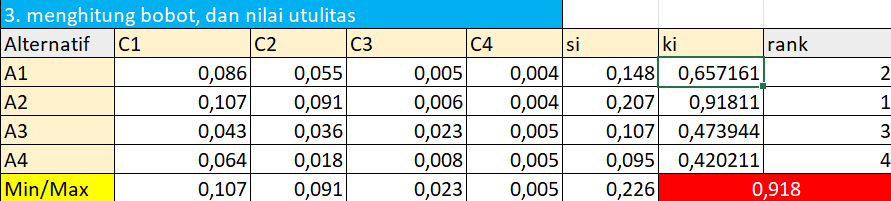 3. menghitung bobot, dan nilai utulitas
Alternatif C1 C2 C3 C4 si ki rank
A1 0,086 0,055 0,005 0,004 0,148 0,657161 2
A2 0,107 0,091 0,006 0,004 0,207 0,91811 1
A3 0,043 0,036 0,023 0,005 0,107 0,473944 3
A4 0,064 0,018 0,008 0,005 0,095 0,420211 4
Min/Max 0,107 0,091 0,023 0,005 0,226 0,918